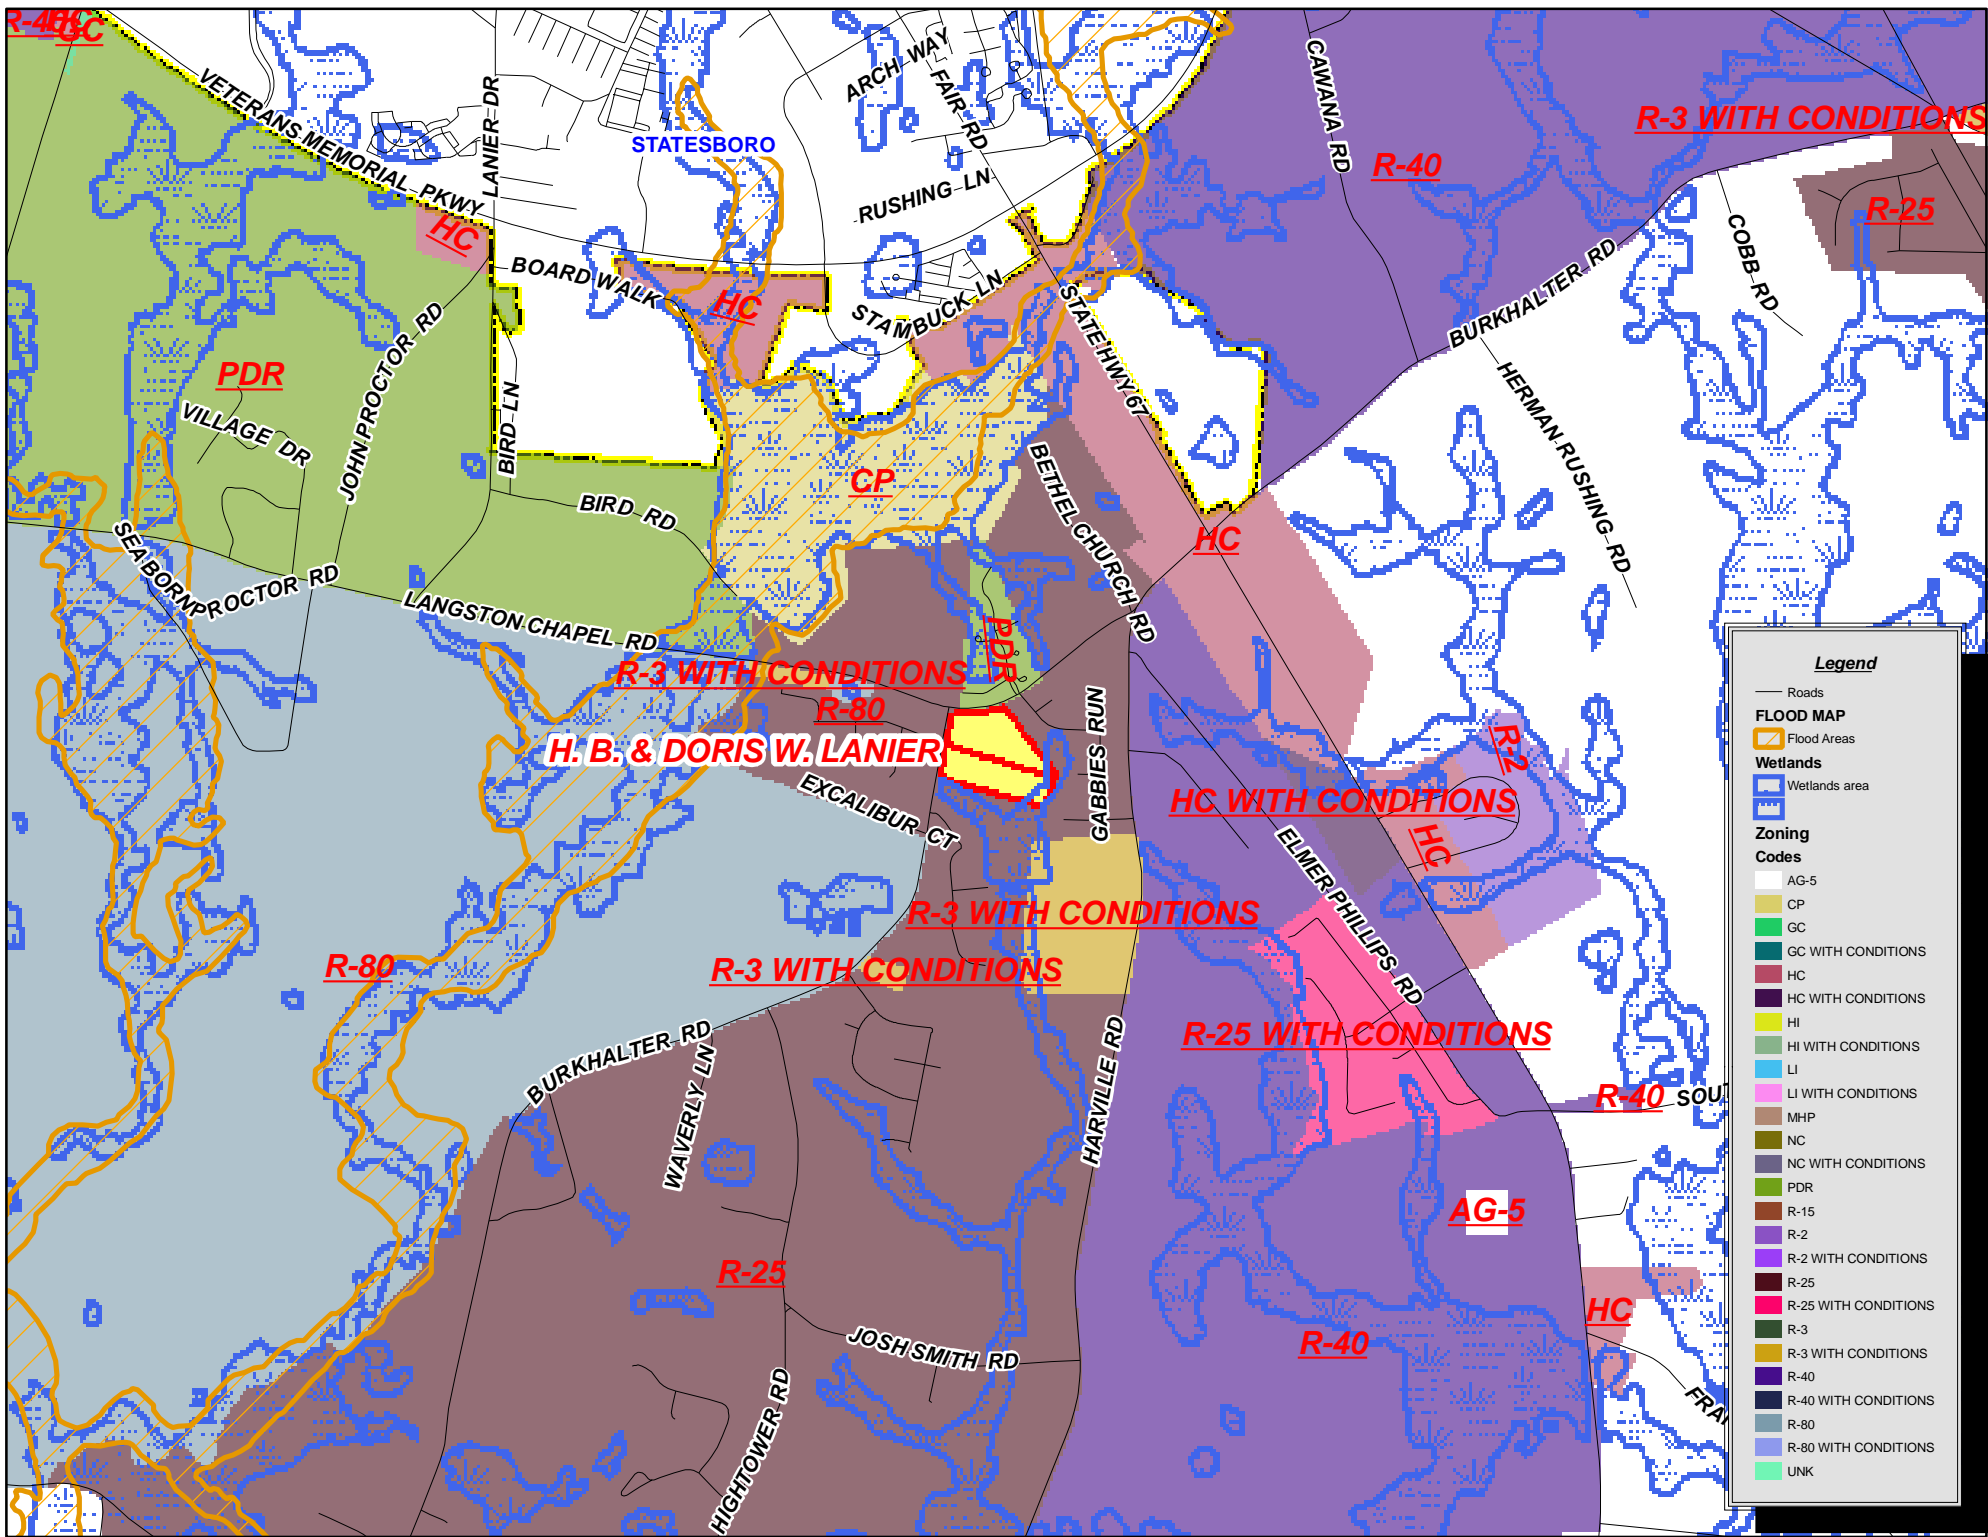 R-40
HC
GC
VETERANS MEMORIAL PKWY
LANIER DR
ARCH WAY
FAIR RD
CAWANA RD
R-3 WITH CONDITIONS
STATESBORO
R-40
RUSHING LN
R-25
HC
COBB RD
BOARD WALK
HC
STAMBUCK LN
STATE HWY 67
BURKHALTER RD
JOHN PROCTOR RD
PDR
VILLAGE DR
BIRD LN
HERMAN RUSHING RD
CP
BETHEL CHURCH RD
BIRD RD
HC
SEABORN PROCTOR RD
LANGSTON CHAPEL RD
PDR
R-3 WITH CONDITIONS
R-80
H. B. & DORIS W. LANIER
GABBIES RUN
R-2
EXCALIBUR CT
HC WITH CONDITIONS
HC
ELMER PHILLIPS RD
R-3 WITH CONDITIONS
R-80
R-3 WITH CONDITIONS
BURKHALTER RD
WAVERLY LN
HARVILLE RD
R-25 WITH CONDITIONS
R-40
SOUT
AG-5
R-25
HC
R-40
JOSH SMITH RD
HIGHTOWER RD
FRA
Legend
Roads
FLOOD MAP
Flood Areas
Wetlands
Wetlands area
Zoning
Codes
AG-5
CP
GC
GC WITH CONDITIONS
HC
HC WITH CONDITIONS
HI
HI WITH CONDITIONS
LI
LI WITH CONDITIONS
MHP
NC
NC WITH CONDITIONS
PDR
R-15
R-2
R-2 WITH CONDITIONS
R-25
R-25 WITH CONDITIONS
R-3
R-3 WITH CONDITIONS
R-40
R-40 WITH CONDITIONS
R-80
R-80 WITH CONDITIONS
UNK